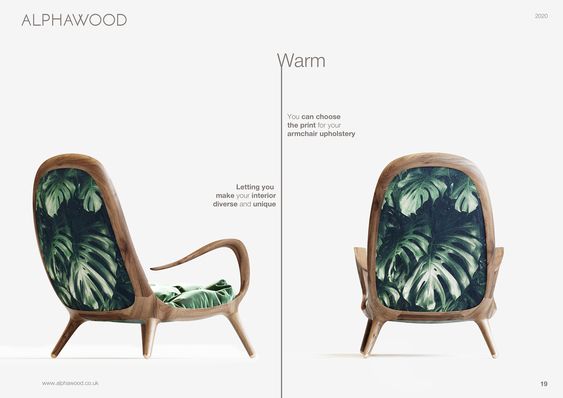 ALPHAWOOD
2020
Warm
You can choose
the print for your
armchair upholstery
Letting you
make your interior
diverse and unique
www.alphawood.co.uk
19